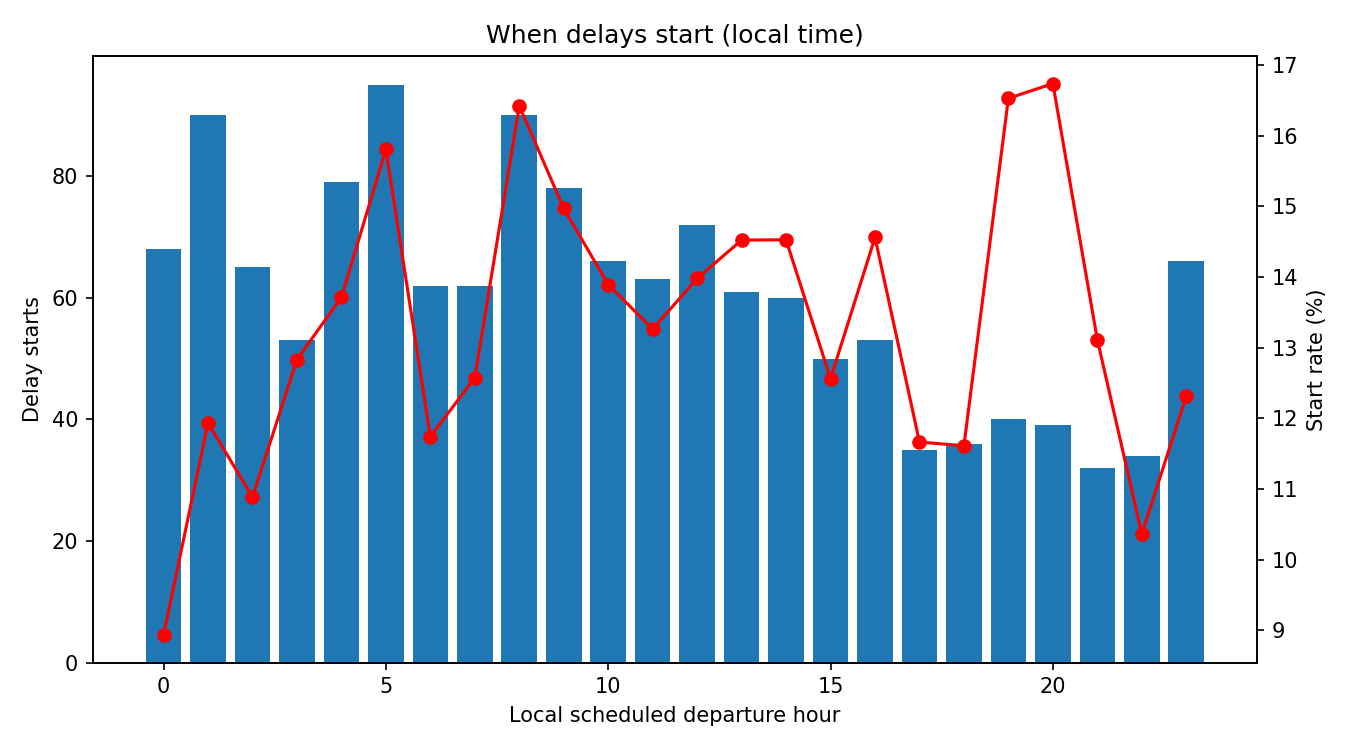 When delays start (local time)
Delay starts
80
60
40
20
0
17
16
15
14
13
12
11
10
9
Start rate (%)
0 5 10 15 20
Local scheduled departure hour